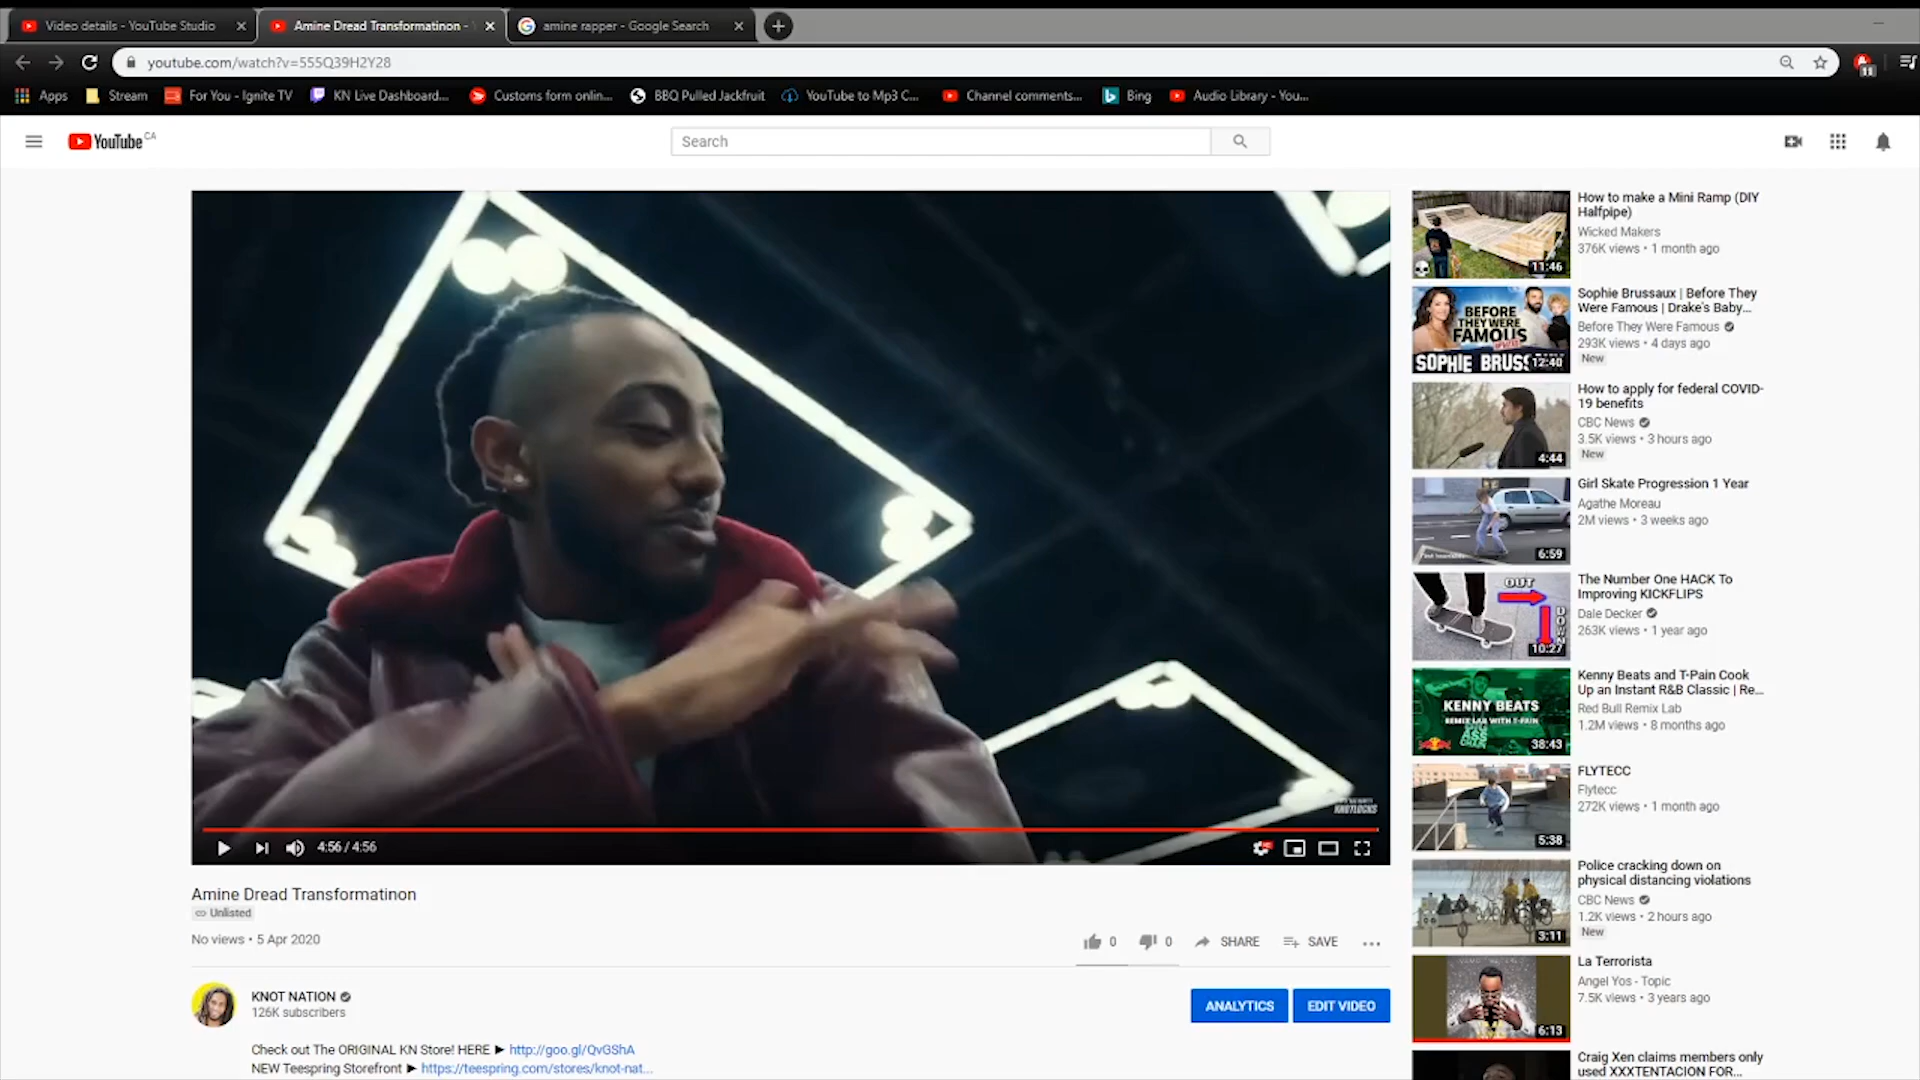 Video details - YouTube Studio
Amine Dread Transformatinon -
amine rapper - Google Search
youtube.com/watch?v=555Q39H2Y28
11
Apps
Stream
For You - Ignite TV
KN Live Dashboard...
Customs form onlin...
BBQ Pulled Jackfruit
YouTube to Mp3 C...
Channel comments...
Bing
Audio Library - You...
YouTube CA
Search
How to make a Mini Ramp (DIY
Halfpipe)
Wicked Makers
376K views • 1 month ago
11:46
Sophie Brussaux | Before They
Were Famous | Drake's Baby...
Before They Were Famous
293K views • 4 days ago
New
BEFORE
THEY WERE
FAMOUS
SOPHIE BRUSS
12:40
How to apply for federal COVID-
19 benefits
CBC News
3.5K views • 3 hours ago
New
4:44
Girl Skate Progression 1 Year
Agathe Moreau
2M views • 3 weeks ago
6:59
The Number One HACK To
Improving KICKFLIPS
Dale Decker
263K views • 1 year ago
OUT
DOWN
10:27
Kenny Beats and T-Pain Cook
Up an Instant R&B Classic | Re...
Red Bull Remix Lab
1.2M views • 8 months ago
KENNY BEATS
REMIX LAB WITH T-PAIN
38:43
FLYTECC
Flytecc
272K views • 1 month ago
5:38
Police cracking down on
physical distancing violations
CBC News
1.2K views • 2 hours ago
New
3:11
La Terrorista
Angel Yos - Topic
7.5K views • 3 years ago
6:13
Craig Xen claims members only
used XXXTENTACION FOR...
KNOTLOCKS
4:56 / 4:56
Amine Dread Transformatinon
Unlisted
No views • 5 Apr 2020
0
0
SHARE
SAVE
KNOT NATION
126K subscribers
ANALYTICS
EDIT VIDEO
Check out The ORIGINAL KN Store! HERE ► http://goo.gl/QvGShA
NEW Teespring Storefront ► https://teespring.com/stores/knot-nat...